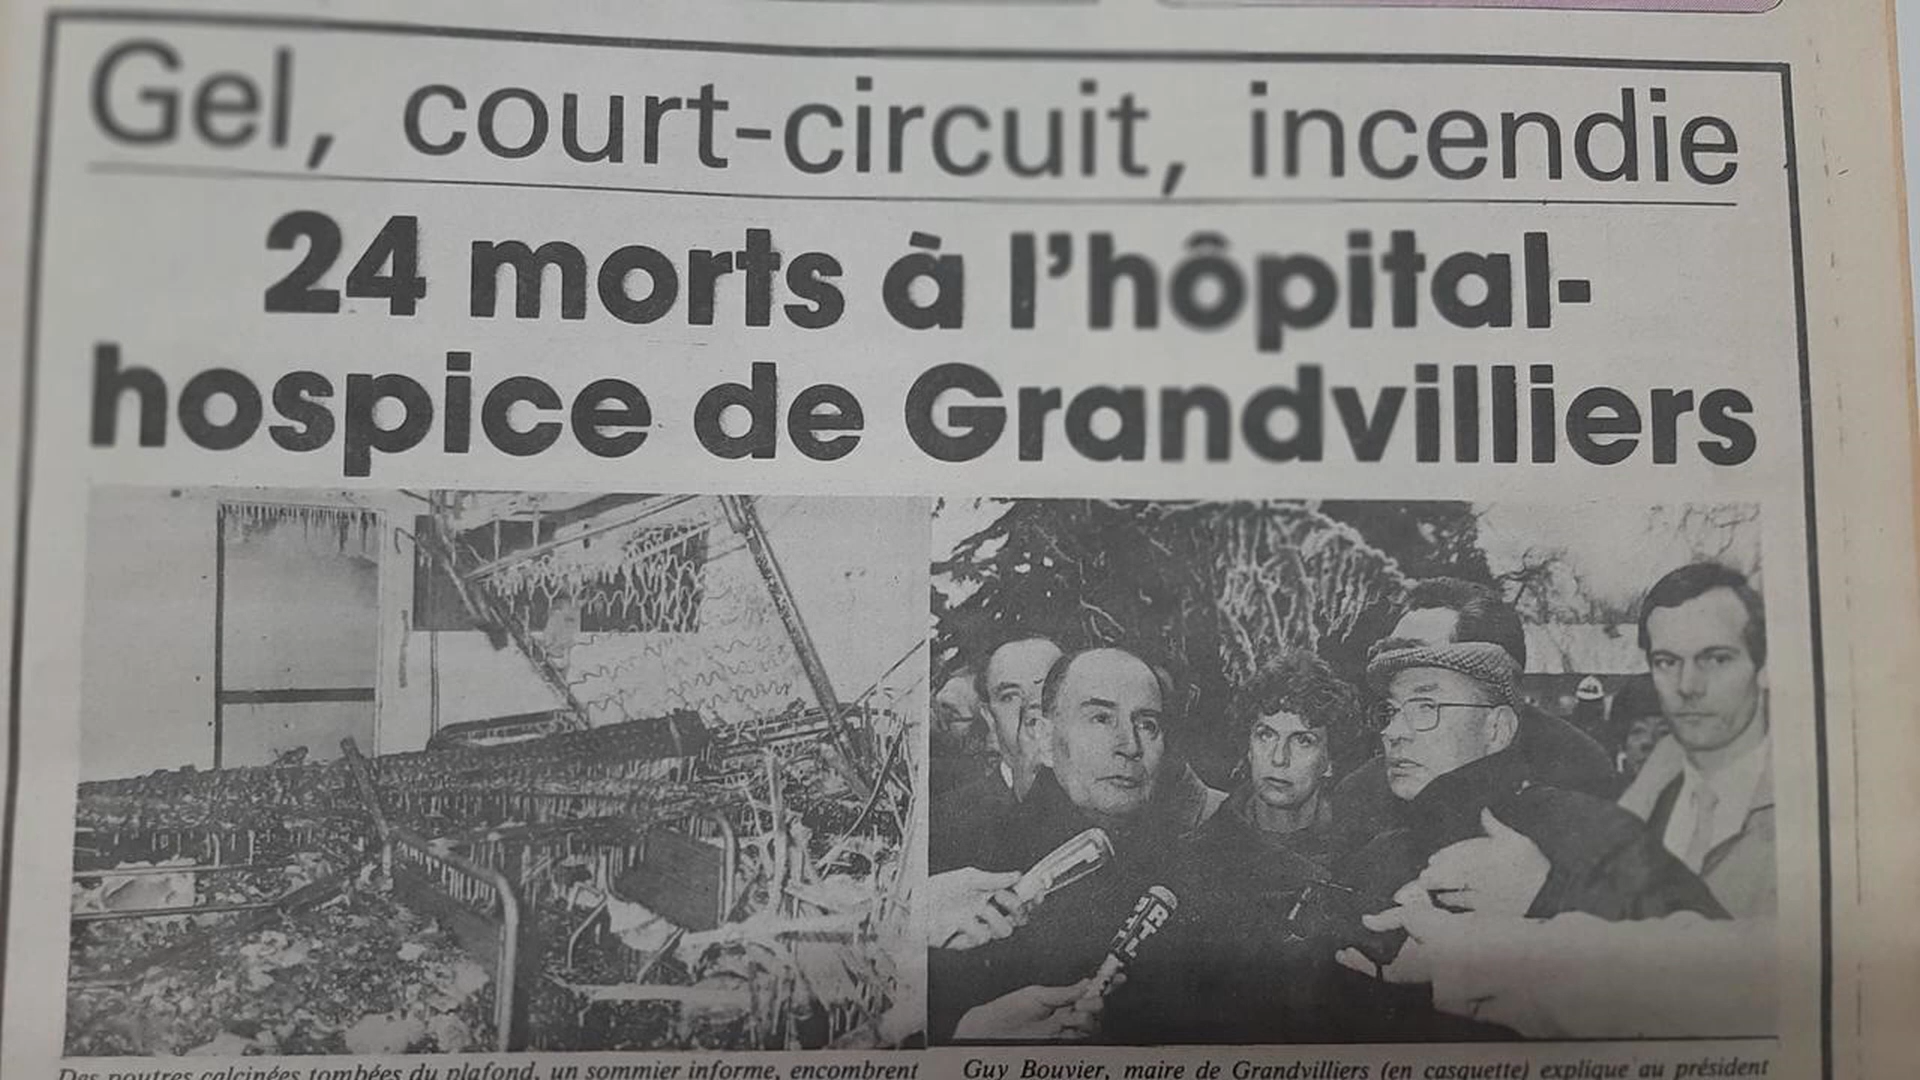 Gel, court-circuit, incendie
24 morts à l'hôpital-
hospice de Grandvilliers
RTL
Des poutres calcinées tombées du plafond, un sommier informe, encombrent
Guy Bouvier, maire de Grandvilliers (en casquette) explique au président